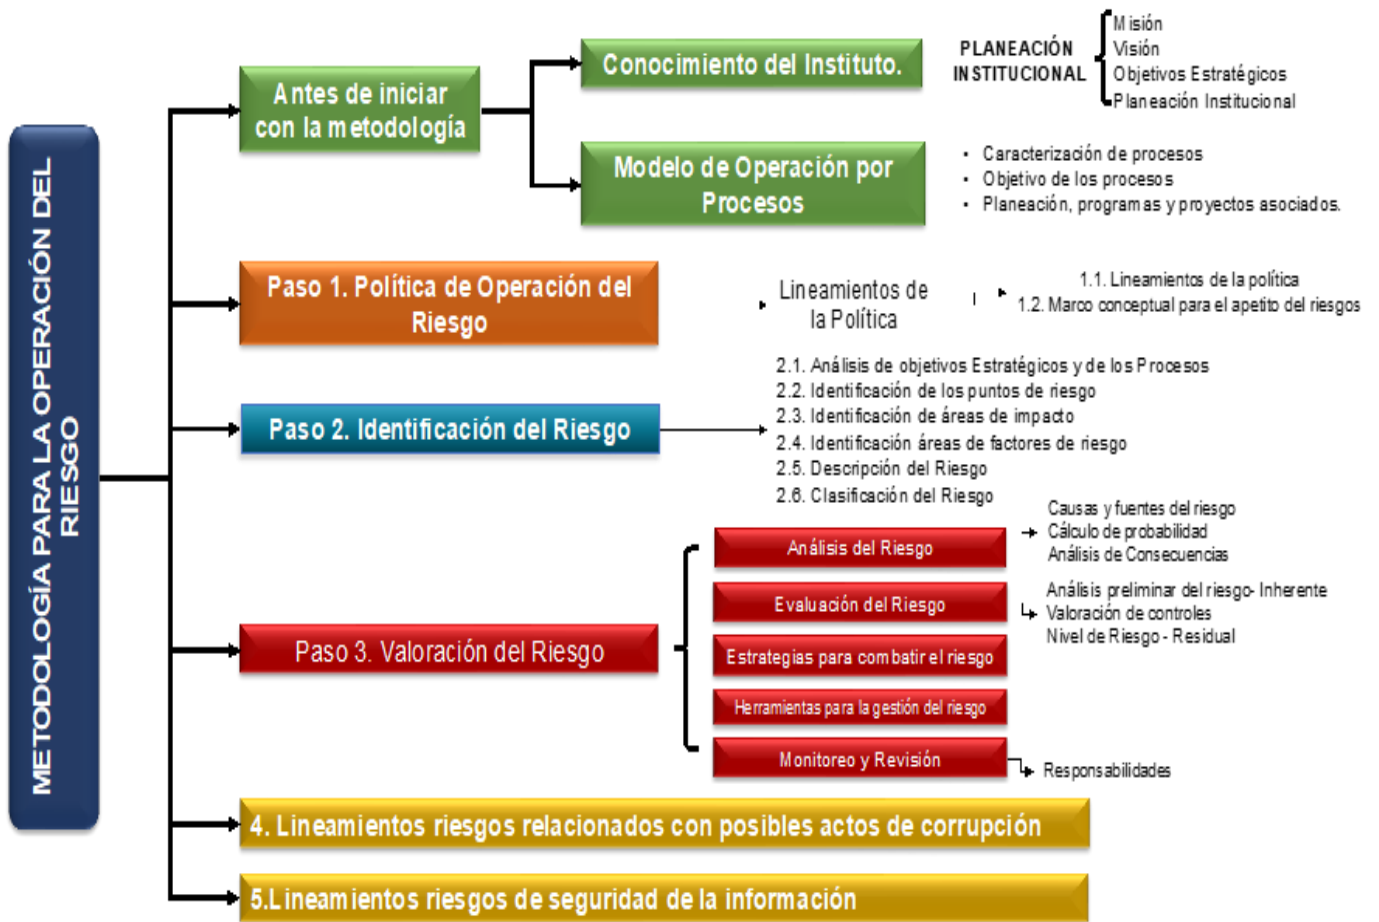 METODOLOGÍA PARA LA OPERACIÓN DEL
RIESGO
Antes de iniciar
con la metodología
Conocimiento del Instituto.
PLANEACIÓN
INSTITUCIONAL
Misión
Visión
Objetivos Estratégicos
Planeación Institucional
Modelo de Operación por
Procesos
• Caracterización de procesos
• Objetivo de los procesos
• Planeación, programas y proyectos asociados.
Paso 1. Política de Operación del
Riesgo
Lineamientos de
la Política
1.1. Lineamientos de la política
1.2. Marco conceptual para el apetito del riesgos
Paso 2. Identificación del Riesgo
2.1. Análisis de objetivos Estratégicos y de los Procesos
2.2. Identificación de los puntos de riesgo
2.3. Identificación de áreas de impacto
2.4. Identificación áreas de factores de riesgo
2.5. Descripción del Riesgo
2.6. Clasificación del Riesgo
Paso 3. Valoración del Riesgo
Análisis del Riesgo
Causas y fuentes del riesgo
Cálculo de probabilidad
Análisis de Consecuencias
Evaluación del Riesgo
Análisis preliminar del riesgo- Inherente
Valoración de controles
Nivel de Riesgo - Residual
Estrategias para combatir el riesgo
Herramientas para la gestión del riesgo
Monitoreo y Revisión
Responsabilidades
4. Lineamientos riesgos relacionados con posibles actos de corrupción
5.Lineamientos riesgos de seguridad de la información